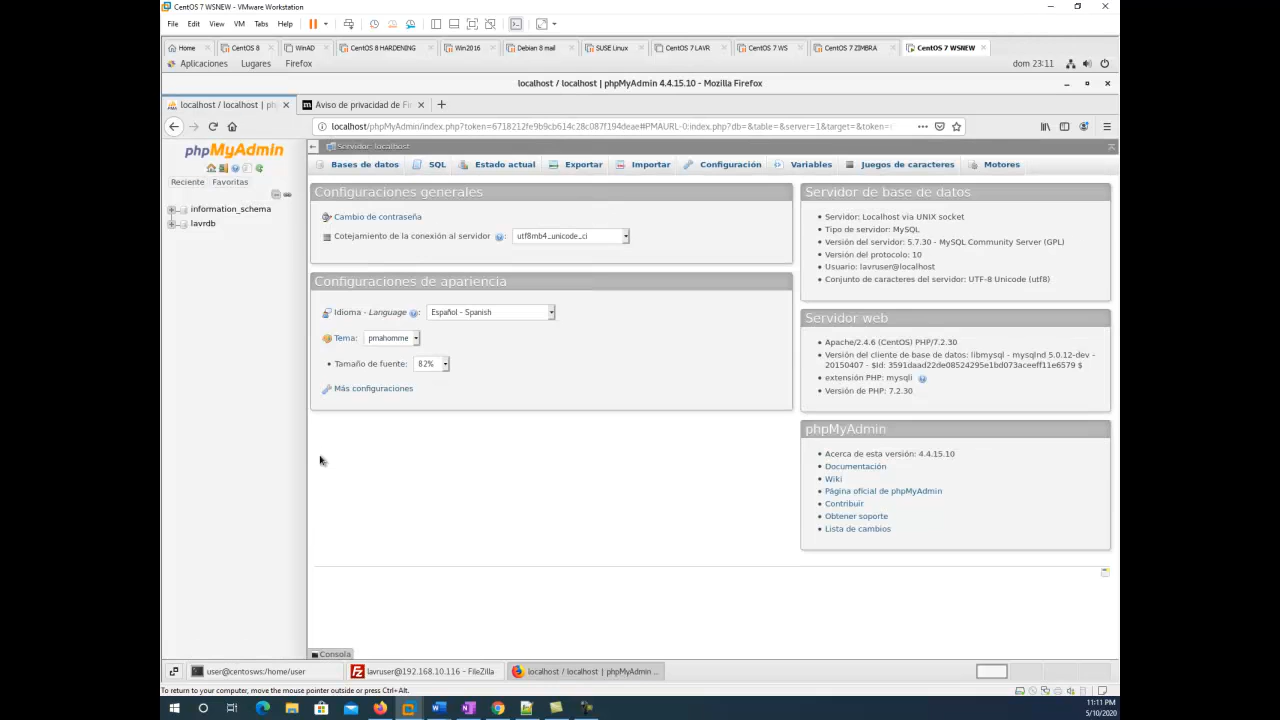 CentOS 7 WSNEW - VMware Workstation
File Edit View VM Tabs Help
Home CentOS 8 WinAD CentOS 8 HARDENING Win2016 Debian 8 mail SUSE Linux CentOS 7 LAVR CentOS 7 WS CentOS 7 ZIMBRA CentOS 7 WSNEW
Aplicaciones Lugares Firefox dom 23:11
localhost / localhost | phpMyAdmin 4.4.15.10 - Mozilla Firefox
localhost / localhost | ph Aviso de privacidad de Fi
localhost/phpMyAdmin/index.php?token=6718212fe9b9cb614c28c087f194deae#PMAURL-0:index.php?db=&table=&server=1&target=&token=
phpMyAdmin
Reciente Favoritas
information_schema
lavrdb
Servidor: localhost
Bases de datos SQL Estado actual Exportar Importar Configuración Variables Juegos de caracteres Motores
Configuraciones generales
Cambio de contraseña
Cotejamiento de la conexión al servidor : utf8mb4_unicode_ci
Configuraciones de apariencia
Idioma - Language : Español - Spanish
Tema: pmahomme
Tamaño de fuente: 82%
Más configuraciones
Servidor de base de datos
Servidor: Localhost via UNIX socket
Tipo de servidor: MySQL
Versión del servidor: 5.7.30 - MySQL Community Server (GPL)
Versión del protocolo: 10
Usuario: lavruser@localhost
Conjunto de caracteres del servidor: UTF-8 Unicode (utf8)
Servidor web
Apache/2.4.6 (CentOS) PHP/7.2.30
Versión del cliente de base de datos: libmysql - mysqlnd 5.0.12-dev -
20150407 - $Id: 3591daad22de08524295e1bd073aceeff11e6579 $
extensión PHP: mysqli
Versión de PHP: 7.2.30
phpMyAdmin
Acerca de esta versión: 4.4.15.10
Documentación
Wiki
Página oficial de phpMyAdmin
Contribuir
Obtener soporte
Lista de cambios
Consola
user@centosws:/home/user lavruser@192.168.10.116 - FileZilla localhost / localhost | phpMyAdmin ...
To return to your computer, move the mouse pointer outside or press Ctrl+Alt.
11:11 PM
5/10/2020